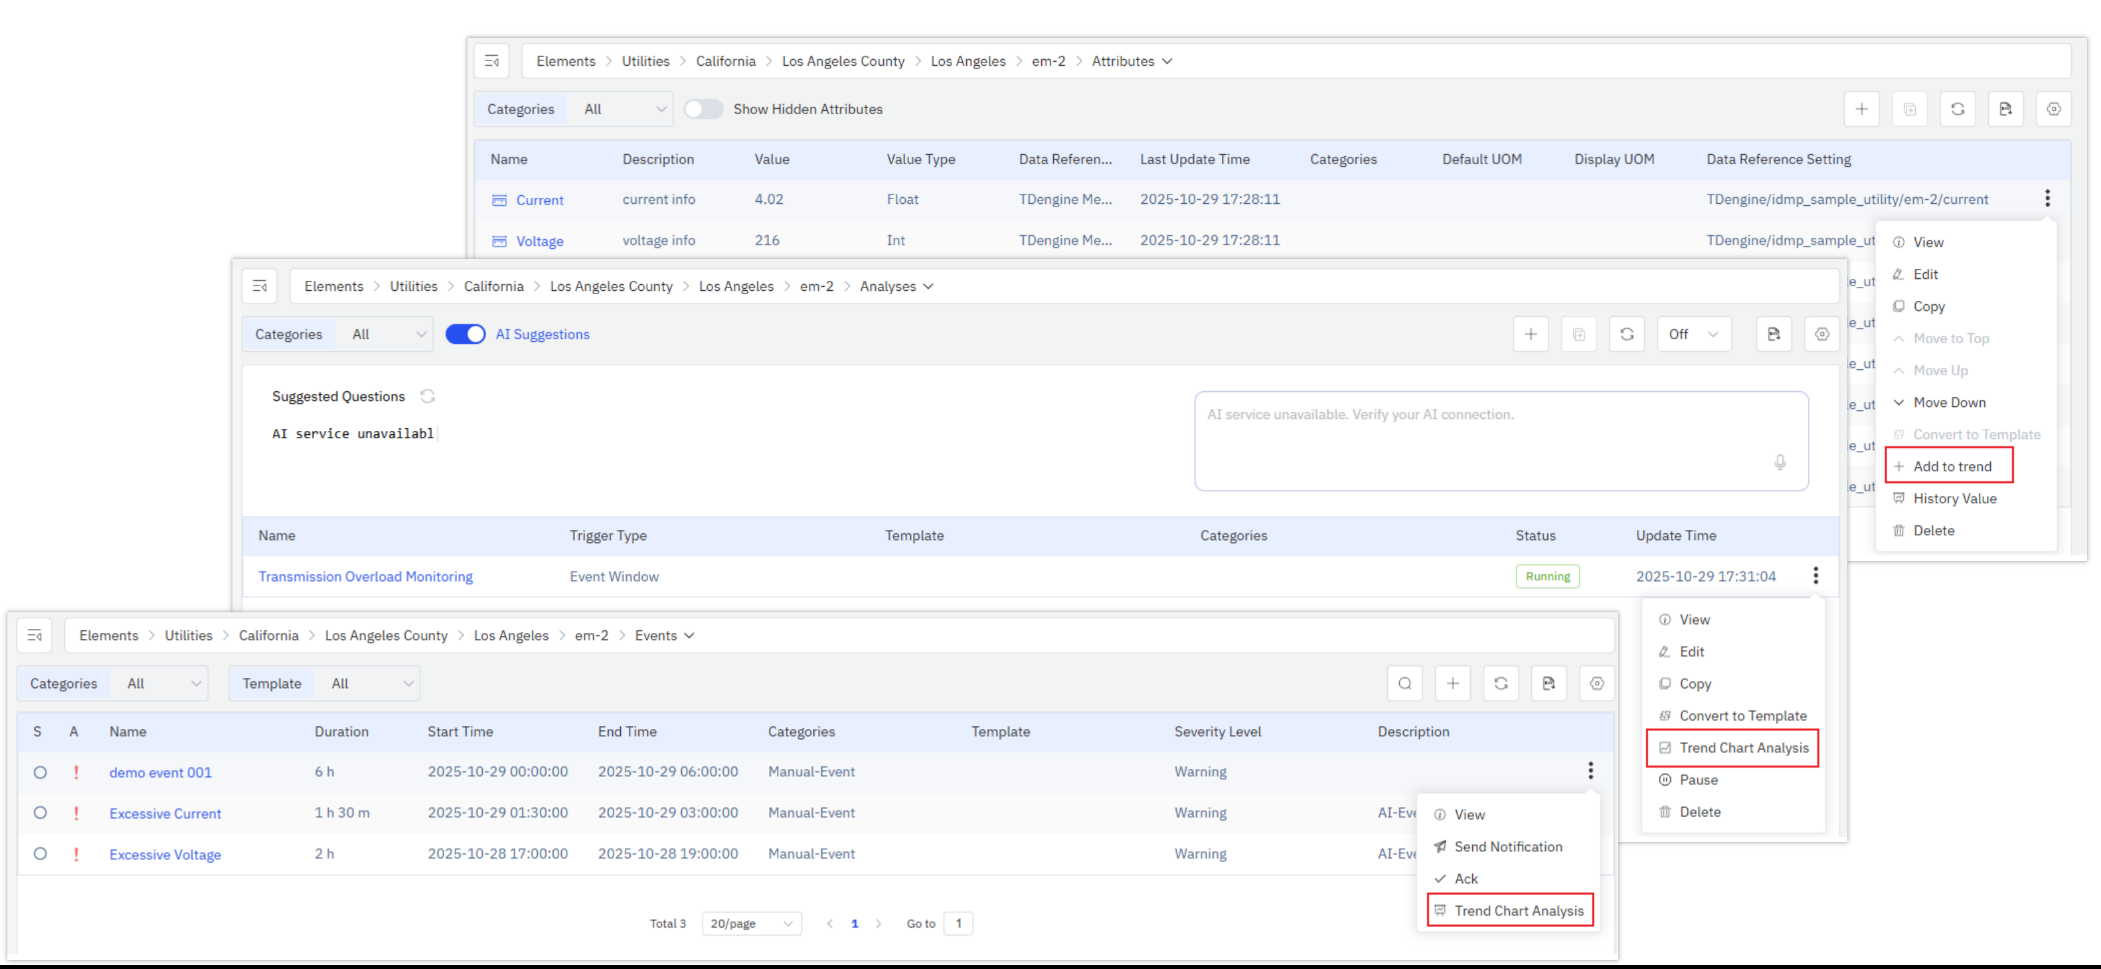 Elements > Utilities > California > Los Angeles County > Los Angeles > em-2 > Attributes
Categories All Show Hidden Attributes
Name Description Value Value Type Data Referen... Last Update Time Categories Default UOM Display UOM Data Reference Setting
Current current info 4.02 Float TDengine Me... 2025-10-29 17:28:11 TDengine/idmp_sample_utility/em-2/current
Voltage voltage info 216 Int TDengine Me... 2025-10-29 17:28:11 TDengine/idmp_sample_ut
e_ut
e_ut
e_ut
e_ut
e_ut
e_ut
View
Edit
Copy
Move to Top
Move Up
Move Down
Convert to Template
Add to trend
History Value
Delete
Elements > Utilities > California > Los Angeles County > Los Angeles > em-2 > Analyses
Categories All AI Suggestions Off
Suggested Questions
AI service unavailabl
AI service unavailable. Verify your AI connection.
Name Trigger Type Template Categories Status Update Time
Transmission Overload Monitoring Event Window Running 2025-10-29 17:31:04
View
Edit
Copy
Convert to Template
Trend Chart Analysis
Pause
Delete
Elements > Utilities > California > Los Angeles County > Los Angeles > em-2 > Events
Categories All Template All
S A Name Duration Start Time End Time Categories Template Severity Level Description
! demo event 001 6 h 2025-10-29 00:00:00 2025-10-29 06:00:00 Manual-Event Warning
! Excessive Current 1 h 30 m 2025-10-29 01:30:00 2025-10-29 03:00:00 Manual-Event Warning AI-Eve
! Excessive Voltage 2 h 2025-10-28 17:00:00 2025-10-28 19:00:00 Manual-Event Warning AI-Eve
View
Send Notification
Ack
Trend Chart Analysis
Total 3 20/page < 1 > Go to 1